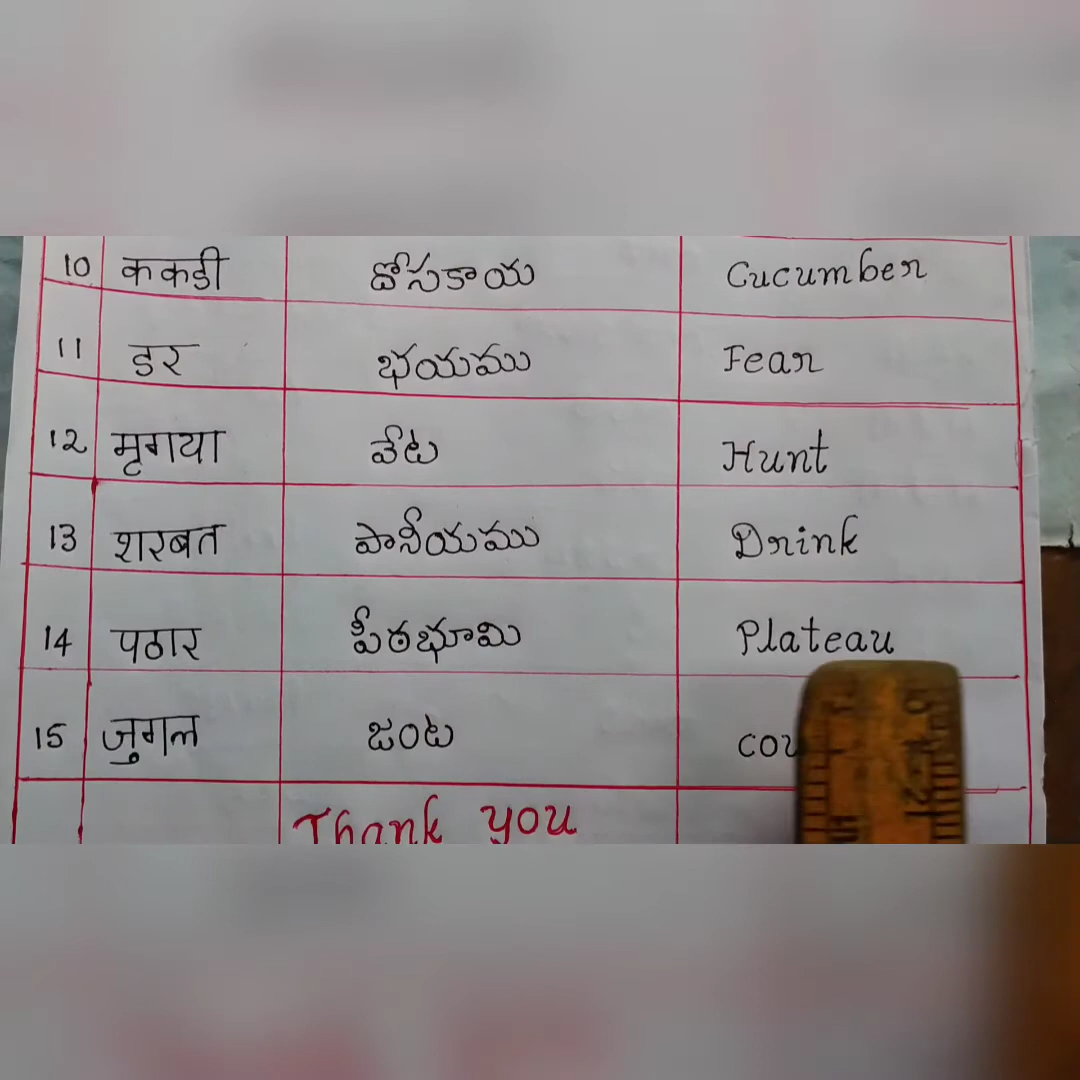 10 ककडी దోసకాయ Cucumber
11 डर భయము Fear
12 मृगया వేట Hunt
13 शरबत పానీయము Drink
14 पठार పీఠభూమి Plateau
15 जुगल జంట
Thank you